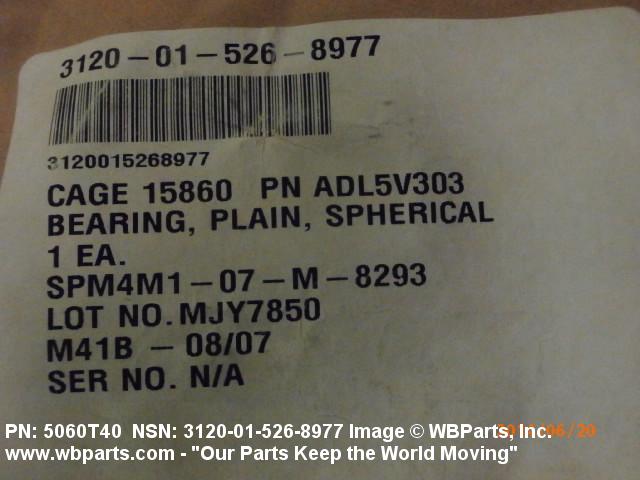 3120-01-526-8977
3120015268977
CAGE 15860 PN ADL5V303
BEARING, PLAIN, SPHERICAL
1 EA.
SPM4M1-07-M-8293
LOT NO. MJY7850
M41B - 08/07
SER NO. N/A
PN: 5060T40 NSN: 3120-01-526-8977 Image © WBParts, Inc.
www.wbparts.com - "Our Parts Keep the World Moving"